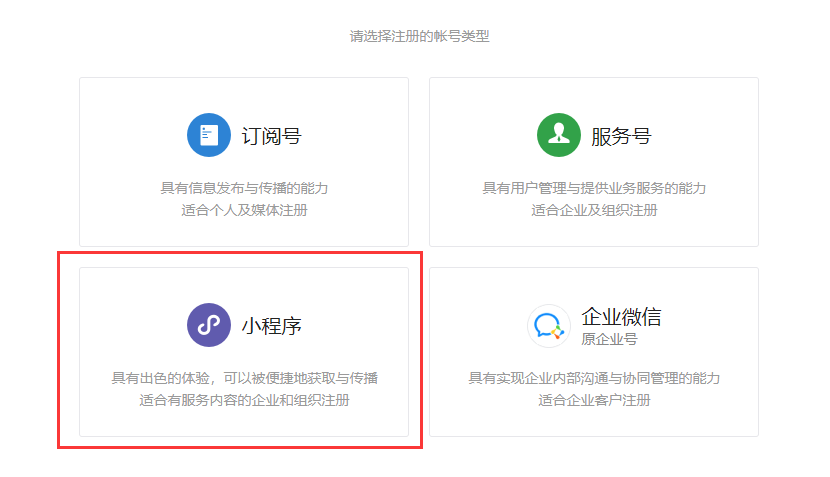 请选择注册的帐号类型
订阅号
具有信息发布与传播的能力
适合个人及媒体注册
服务号
具有用户管理与提供业务服务的能力
适合企业及组织注册
小程序
具有出色的体验，可以被便捷地获取与传播
适合有服务内容的企业和组织注册
企业微信
原企业号
具有实现企业内部沟通与协同管理的能力
适合企业客户注册